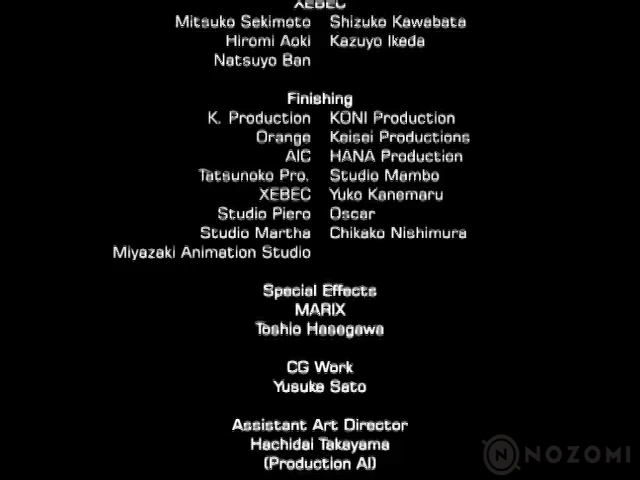 XEBEC
Mitsuko Sekimoto Shizuko Kawabata
Hiromi Aoki Kazuyo Ikeda
Natsuyo Ban
Finishing
K. Production KONI Production
Orange Keisei Productions
AIC HANA Production
Tatsunoko Pro. Studio Mambo
XEBEC Yuko Kanemaru
Studio Piero Oscar
Studio Martha Chikako Nishimura
Miyazaki Animation Studio
Special Effects
MARIX
Toshio Hasegawa
CG Work
Yusuke Sato
Assistant Art Director
Hachidai Takayama
(Production AI)
NOZOMI